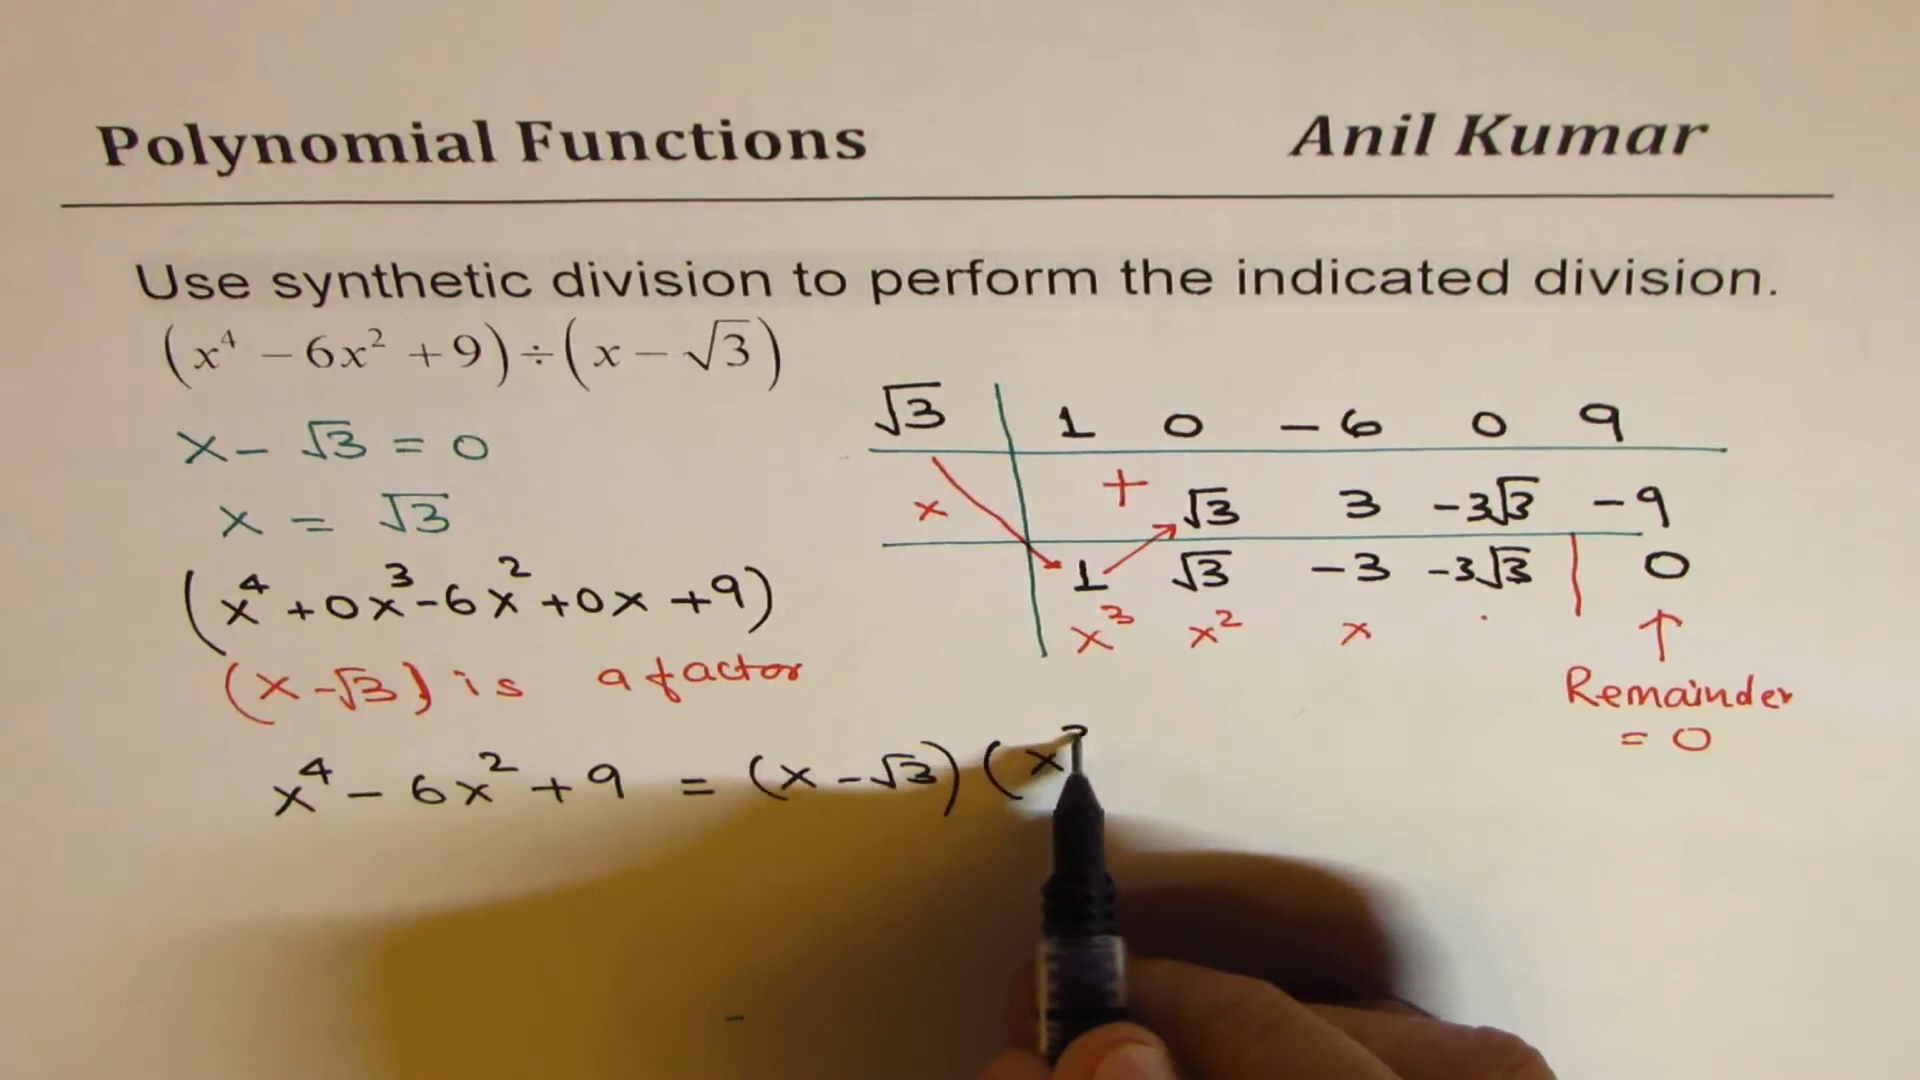 Polynomial Functions Anil Kumar
Use synthetic division to perform the indicated division.
(x⁴ − 6x² + 9) ÷ (x − √3)
x − √3 = 0
x = √3
(x⁴ + 0x³ − 6x² + 0x + 9)
(x − √3) is a factor
√3 1 0 − 6 0 9
× + √3 3 −3√3 −9
1 √3 −3 −3√3 0
x³ x² x
↑
Remainder
= 0
x⁴ − 6x² + 9 = (x − √3) (x